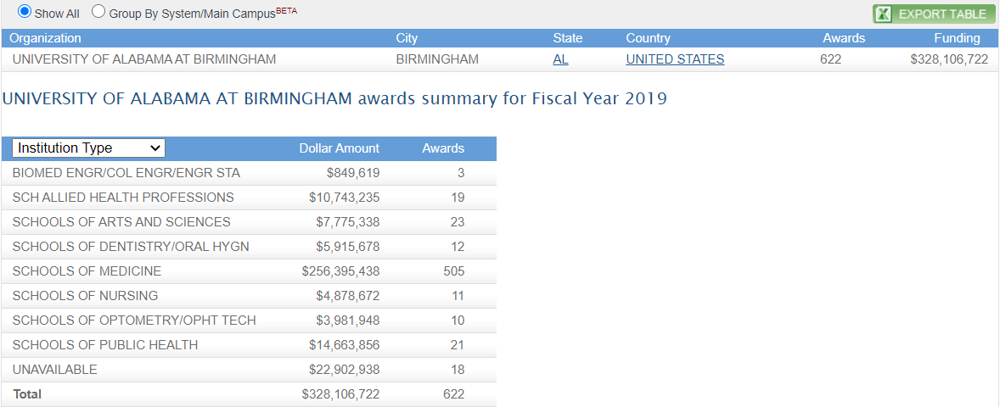 Show All Group By System/Main CampusBETA EXPORT TABLE
Organization City State Country Awards Funding
UNIVERSITY OF ALABAMA AT BIRMINGHAM BIRMINGHAM AL UNITED STATES 622 $328,106,722
UNIVERSITY OF ALABAMA AT BIRMINGHAM awards summary for Fiscal Year 2019
Institution Type Dollar Amount Awards
BIOMED ENGR/COL ENGR/ENGR STA $849,619 3
SCH ALLIED HEALTH PROFESSIONS $10,743,235 19
SCHOOLS OF ARTS AND SCIENCES $7,775,338 23
SCHOOLS OF DENTISTRY/ORAL HYGN $5,915,678 12
SCHOOLS OF MEDICINE $256,395,438 505
SCHOOLS OF NURSING $4,878,672 11
SCHOOLS OF OPTOMETRY/OPHT TECH $3,981,948 10
SCHOOLS OF PUBLIC HEALTH $14,663,856 21
UNAVAILABLE $22,902,938 18
Total $328,106,722 622